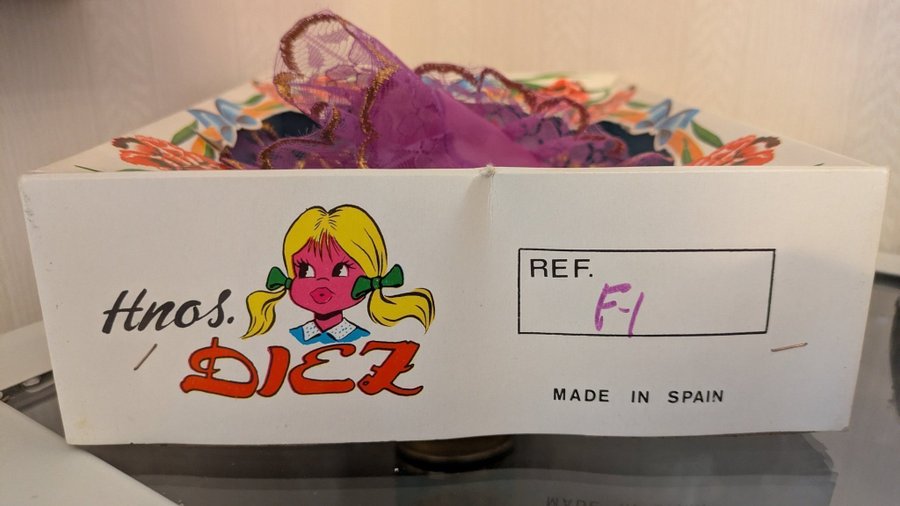 Hnos.
DIEZ
REF.
F-1
MADE IN SPAIN